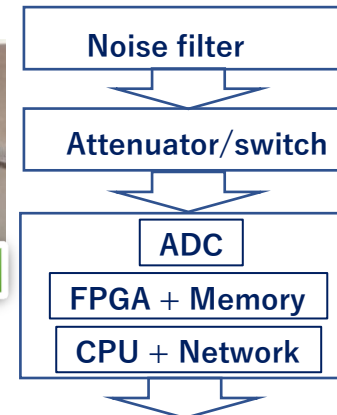 Noise filter
Attenuator/switch
ADC
FPGA + Memory
CPU + Network